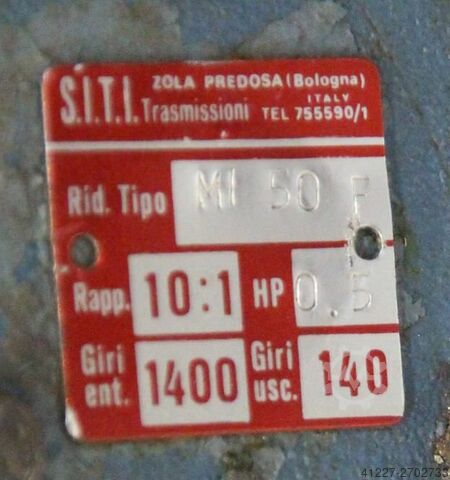 S.I.T.I. ZOLA PREDOSA (Bologna)
ITALY
Trasmissioni TEL 755590/1
Rid. Tipo MI 50 F
Rapp. 10:1 HP 0.5
Giri ent. 1400 Giri usc. 140
41227-2702733